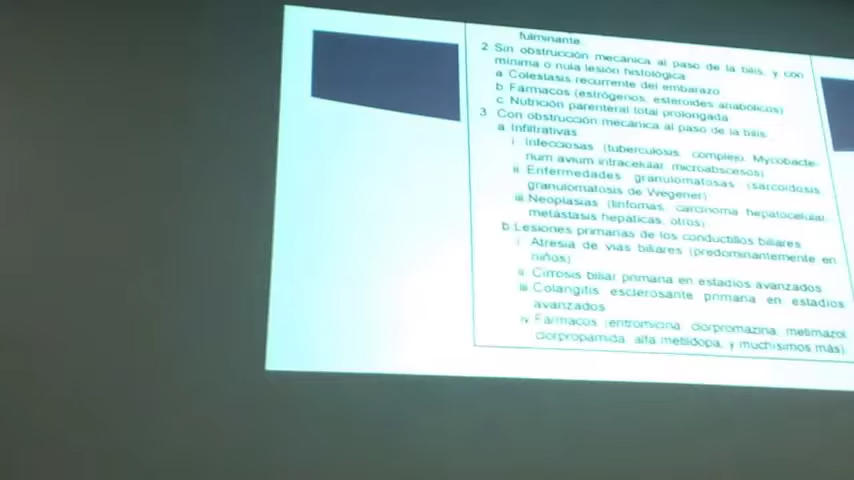 fulminante.
2 Sin obstrucción mecánica al paso de la bilis, y con
mínima o nula lesión histológica
a Colestasis recurrente del embarazo
b Fármacos (estrógenos, esteroides anabólicos)
c Nutrición parenteral total prolongada
3 Con obstrucción mecánica al paso de la bilis.
a Infiltrativas
i Infecciosas (tuberculosis, complejo Mycobacte-
rium avium intracelular, microabscesos)
ii Enfermedades granulomatosas (sarcoidosis,
granulomatosis de Wegener)
iii Neoplasias (linfomas, carcinoma hepatocelular,
metástasis hepáticas, otros)
b Lesiones primarias de los conductillos biliares
i Atresia de vías biliares (predominantemente en
niños)
ii Cirrosis biliar primaria en estadios avanzados
iii Colangitis esclerosante primaria en estadios
avanzados
iv Fármacos (eritromicina, clorpromazina, metimazol,
clorpropamida, alfa metildopa, y muchísimos más)